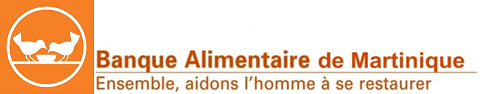 Banque Alimentaire de Martinique
Ensemble, aidons l'homme à se restaurer